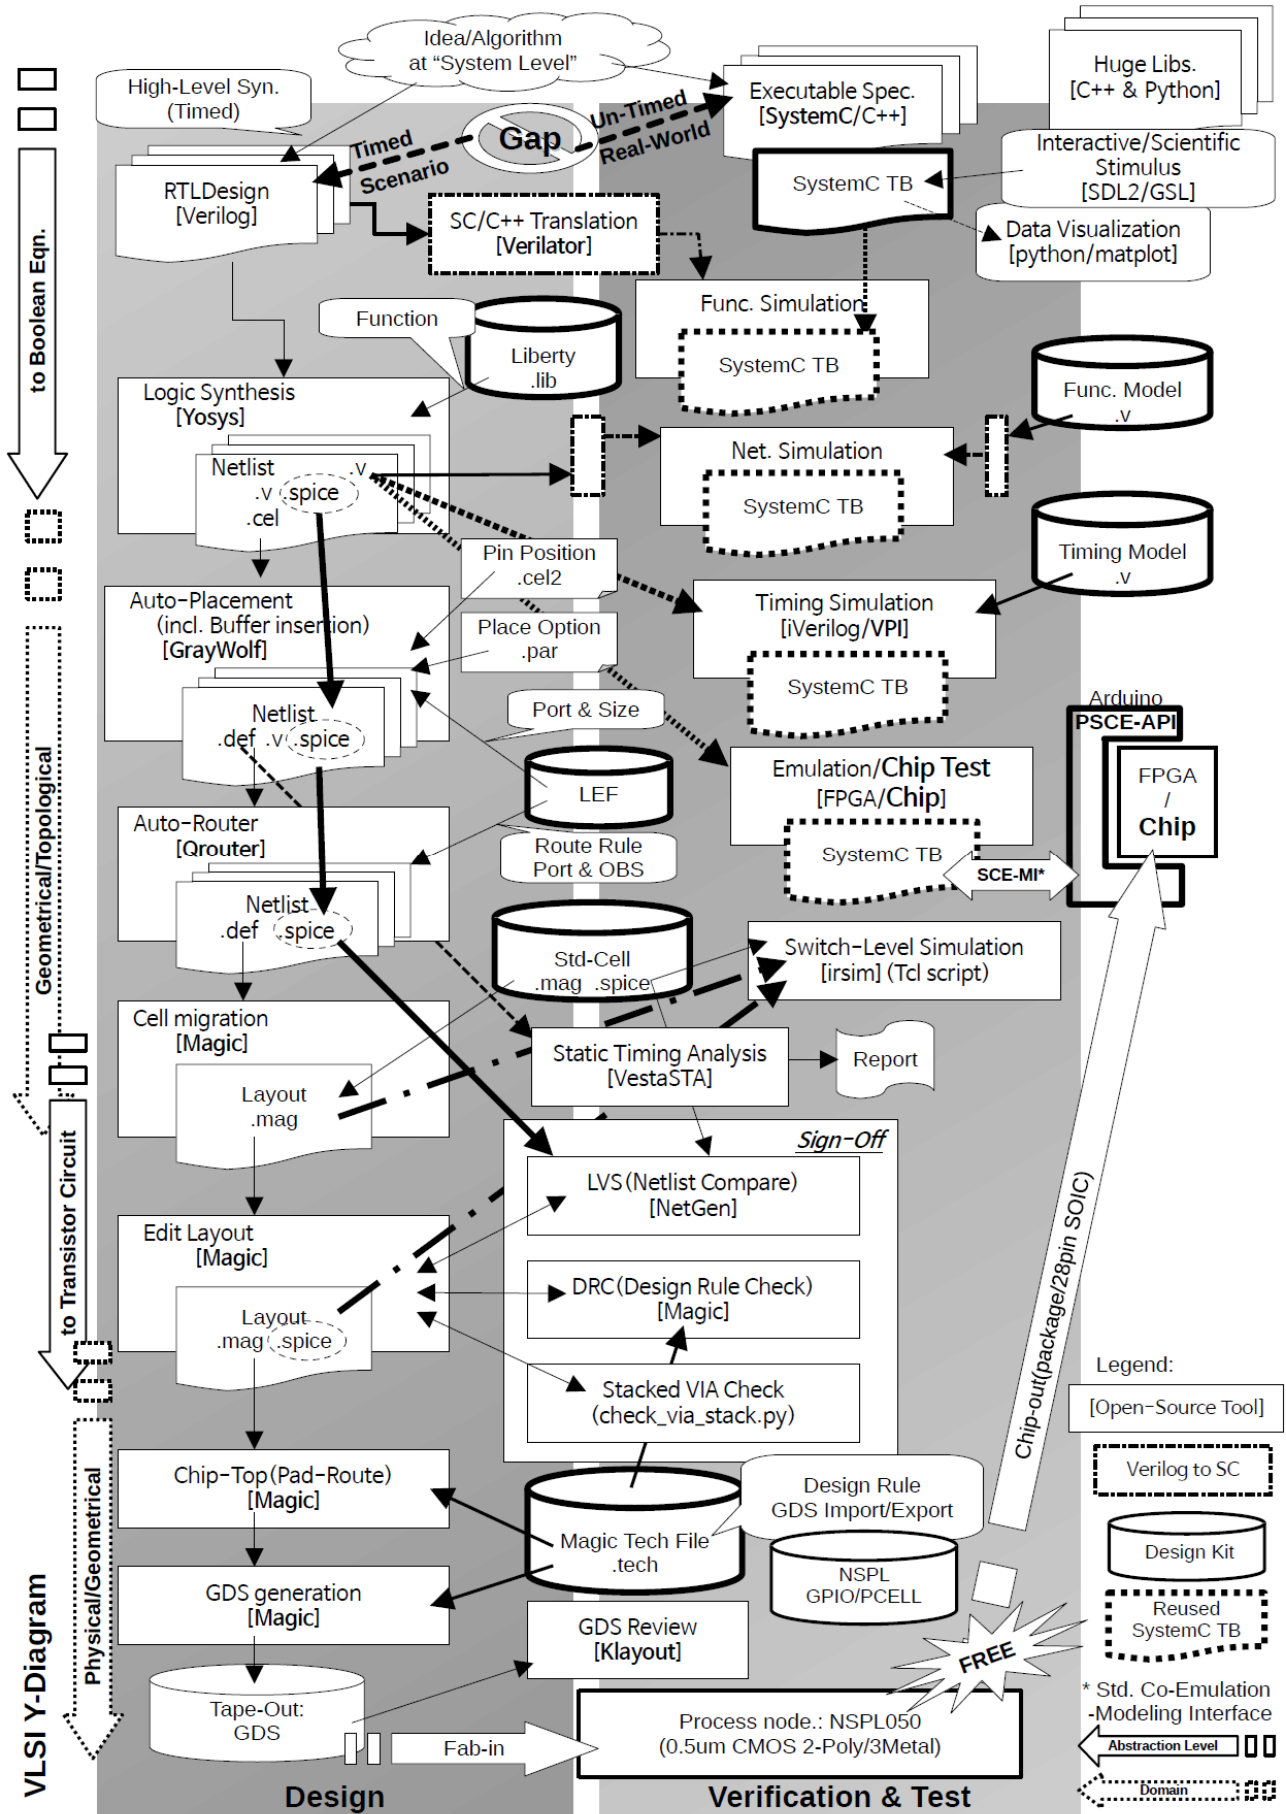 Idea/Algorithm
at “System Level”
High-Level Syn.
(Timed)
Executable Spec.
[SystemC/C++]
Huge Libs.
[C++ & Python]
Gap
Un-Timed
Real-World
Timed
Scenario
RTLDesign
[Verilog]
SC/C++ Translation
[Verilator]
SystemC TB
Interactive/Scientific
Stimulus
[SDL2/GSL]
Data Visualization
[python/matplot]
to Boolean Eqn.
Function
Liberty
.lib
Func. Simulation
SystemC TB
Func. Model
.v
Logic Synthesis
[Yosys]
Netlist
.v
.v .spice
.cel
Net. Simulation
SystemC TB
Timing Model
.v
Pin Position
.cel2
Place Option
.par
Timing Simulation
[iVerilog/VPI]
SystemC TB
Auto-Placement
(incl. Buffer insertion)
[GrayWolf]
Netlist
.def .v .spice
Port & Size
LEF
Route Rule
Port & OBS
Emulation/Chip Test
[FPGA/Chip]
SystemC TB
SCE-MI*
Arduino
PSCE-API
FPGA
/
Chip
Geometrical/Topological
Auto-Router
[Qrouter]
Netlist
.def .spice
Std-Cell
.mag .spice
Switch-Level Simulation
[irsim] (Tcl script)
Cell migration
[Magic]
Layout
.mag
Static Timing Analysis
[VestaSTA]
Report
to Transistor Circuit
Sign-Off
LVS(Netlist Compare)
[NetGen]
DRC(Design Rule Check)
[Magic]
Stacked VIA Check
(check_via_stack.py)
Edit Layout
[Magic]
Layout
.mag .spice
Chip-out(package/28pin SOIC)
Physical/Geometrical
Chip-Top(Pad-Route)
[Magic]
GDS generation
[Magic]
Magic Tech File
.tech
Design Rule
GDS Import/Export
NSPL
GPIO/PCELL
GDS Review
[Klayout]
FREE
Tape-Out:
GDS
Fab-in
Process node.: NSPL050
(0.5um CMOS 2-Poly/3Metal)
Legend:
[Open-Source Tool]
Verilog to SC
Design Kit
Reused
SystemC TB
* Std. Co-Emulation
-Modeling Interface
Abstraction Level
Domain
VLSI Y-Diagram
Design
Verification & Test